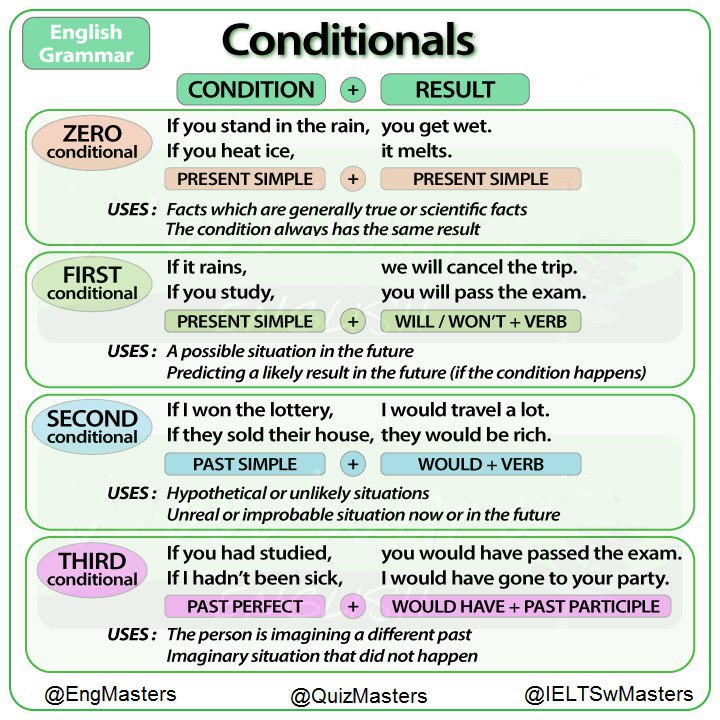 English
Grammar
Conditionals
CONDITION + RESULT
ZERO
conditional
If you stand in the rain, you get wet.
If you heat ice, it melts.
PRESENT SIMPLE + PRESENT SIMPLE
USES : Facts which are generally true or scientific facts
The condition always has the same result
FIRST
conditional
If it rains, we will cancel the trip.
If you study, you will pass the exam.
PRESENT SIMPLE + WILL / WON'T + VERB
USES : A possible situation in the future
Predicting a likely result in the future (if the condition happens)
SECOND
conditional
If I won the lottery, I would travel a lot.
If they sold their house, they would be rich.
PAST SIMPLE + WOULD + VERB
USES : Hypothetical or unlikely situations
Unreal or improbable situation now or in the future
THIRD
conditional
If you had studied, you would have passed the exam.
If I hadn't been sick, I would have gone to your party.
PAST PERFECT + WOULD HAVE + PAST PARTICIPLE
USES : The person is imagining a different past
Imaginary situation that did not happen
@EngMasters @QuizMasters @IELTSwMasters